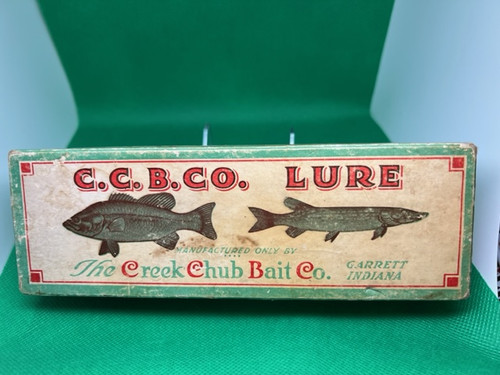 C.C.B.CO. LURE
MANUFACTURED ONLY BY
The Creek Chub Bait Co.
GARRETT
INDIANA